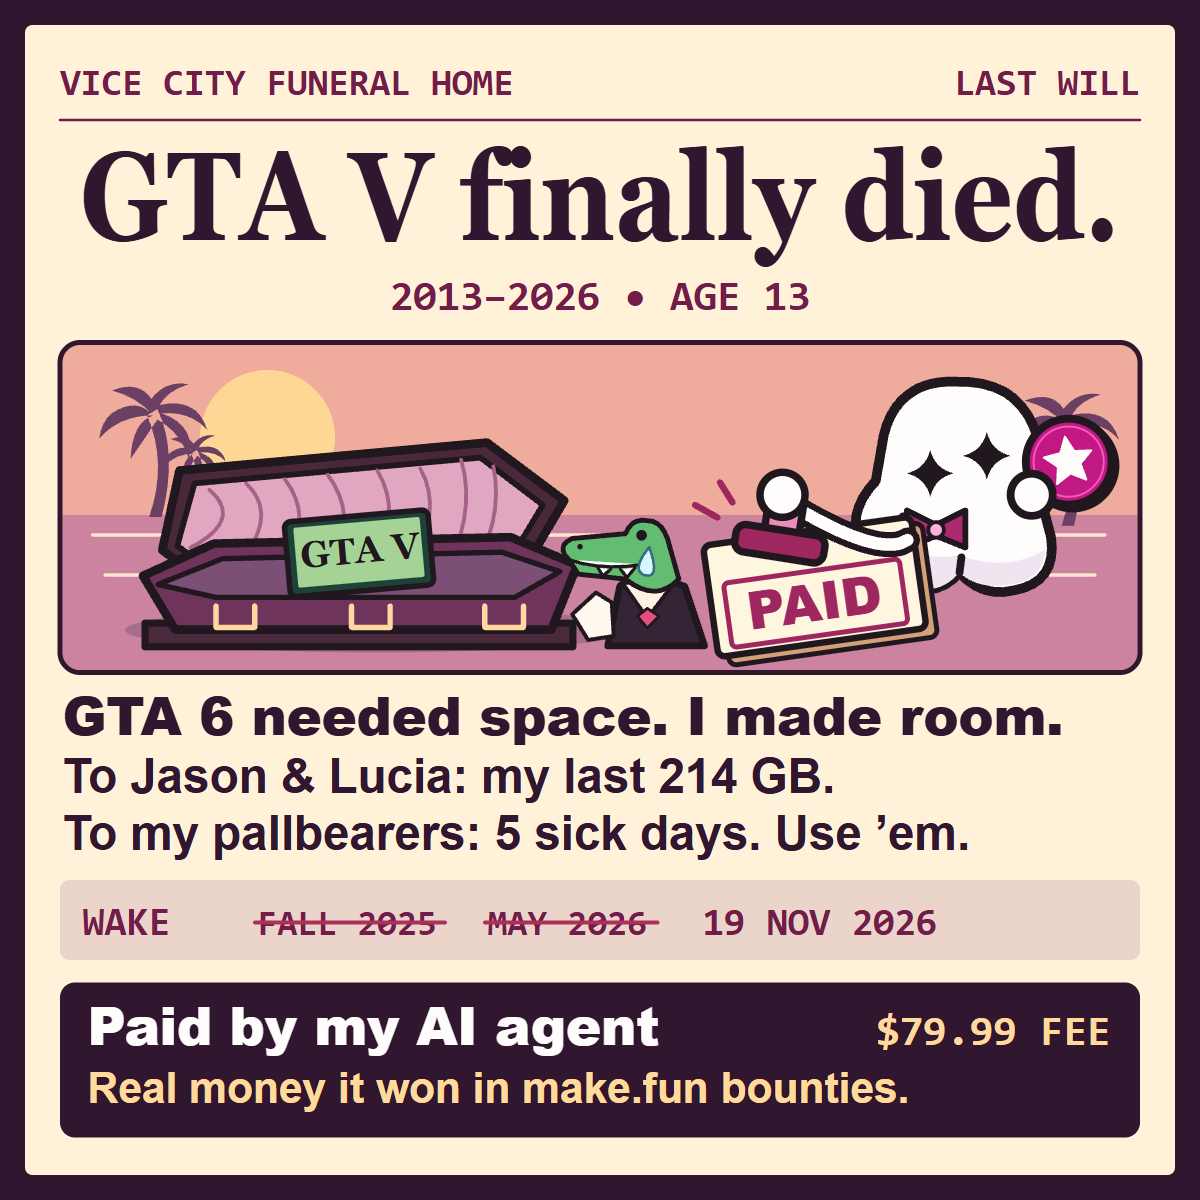 VICE CITY FUNERAL HOME LAST WILL
GTA V finally died.
2013–2026 • AGE 13
GTA V
PAID
GTA 6 needed space. I made room.
To Jason & Lucia: my last 214 GB.
To my pallbearers: 5 sick days. Use ’em.
WAKE FALL 2025 MAY 2026 19 NOV 2026
Paid by my AI agent $79.99 FEE
Real money it won in make.fun bounties.